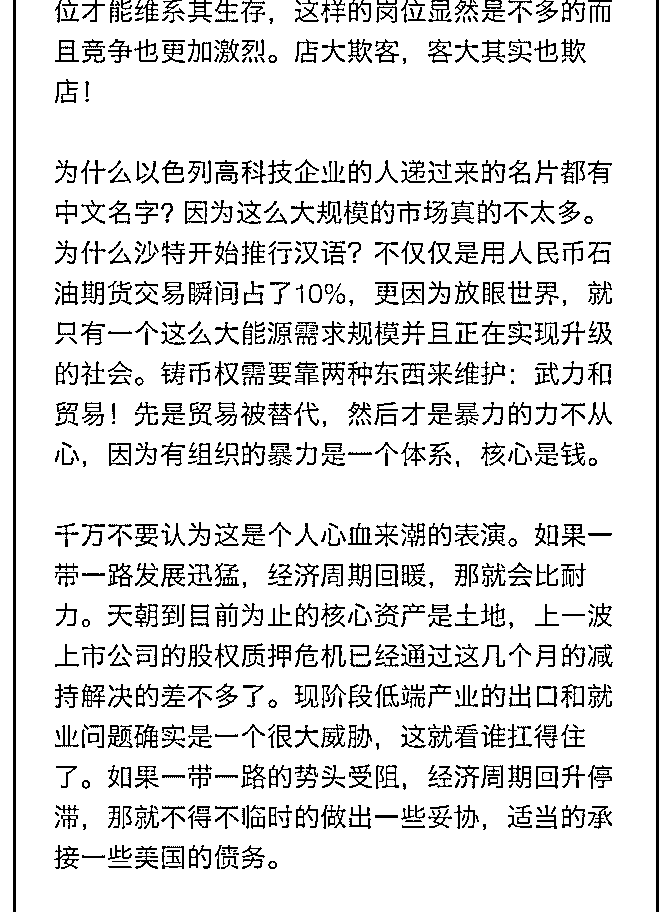 位才能维系其生存，这样的岗位显然是不多的而
且竞争也更加激烈。店大欺客，客大其实也欺
店！
为什么以色列高科技企业的人递过来的名片都有
中文名字？因为这么大规模的市场真的不太多。
为什么沙特开始推行汉语？不仅仅是用人民币石
油期货交易瞬间占了10%，更因为放眼世界，就
只有一个这么大能源需求规模并且正在实现升级
的社会。铸币权需要靠两种东西来维护：武力和
贸易！先是贸易被替代，然后才是暴力的力不从
心，因为有组织的暴力是一个体系，核心是钱。
千万不要认为这是个人心血来潮的表演。如果一
带一路发展迅猛，经济周期回暖，那就会比耐
力。天朝到目前为止的核心资产是土地，上一波
上市公司的股权质押危机已经通过这几个月的减
持解决的差不多了。现阶段低端产业的出口和就
业问题确实是一个很大威胁，这就看谁扛得住
了。如果一带一路的势头受阻，经济周期回升停
滞，那就不得不临时的做出一些妥协，适当的承
接一些美国的债务。